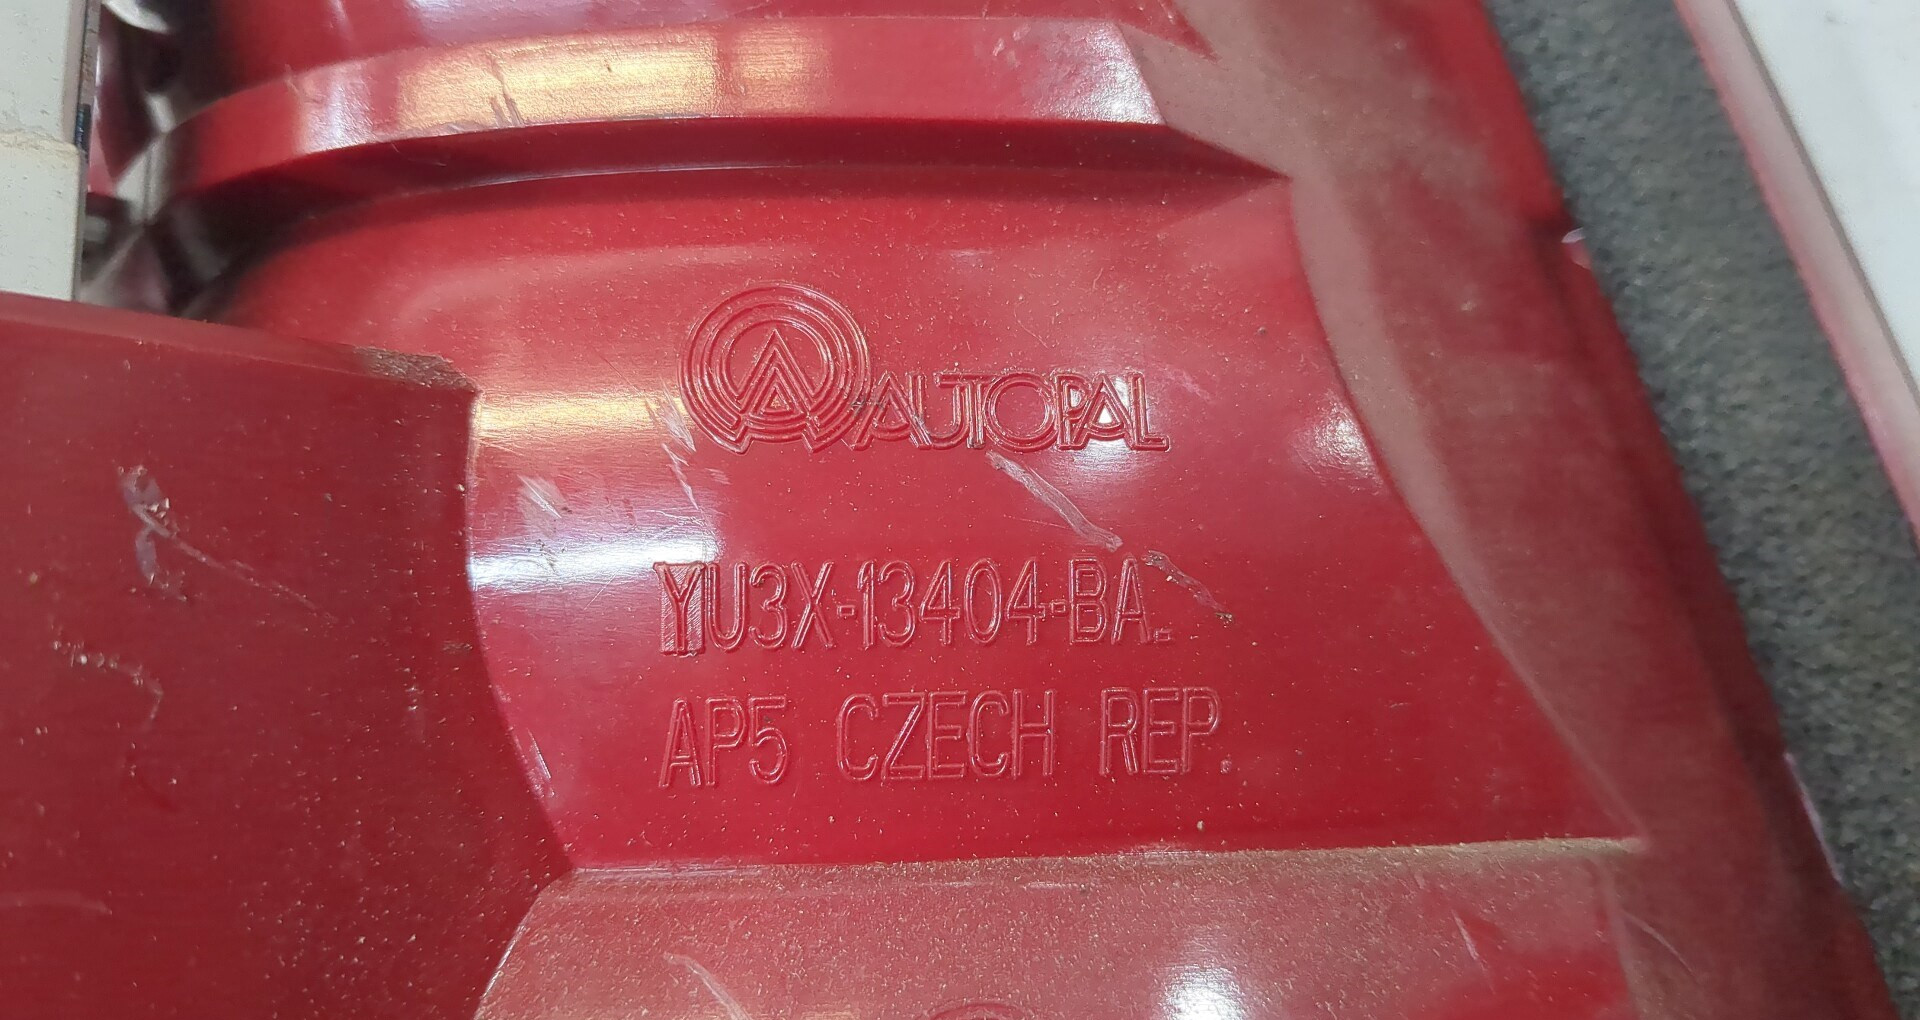 AUTOPAL
YU3X-13404-BA
AP5 CZECH REP.